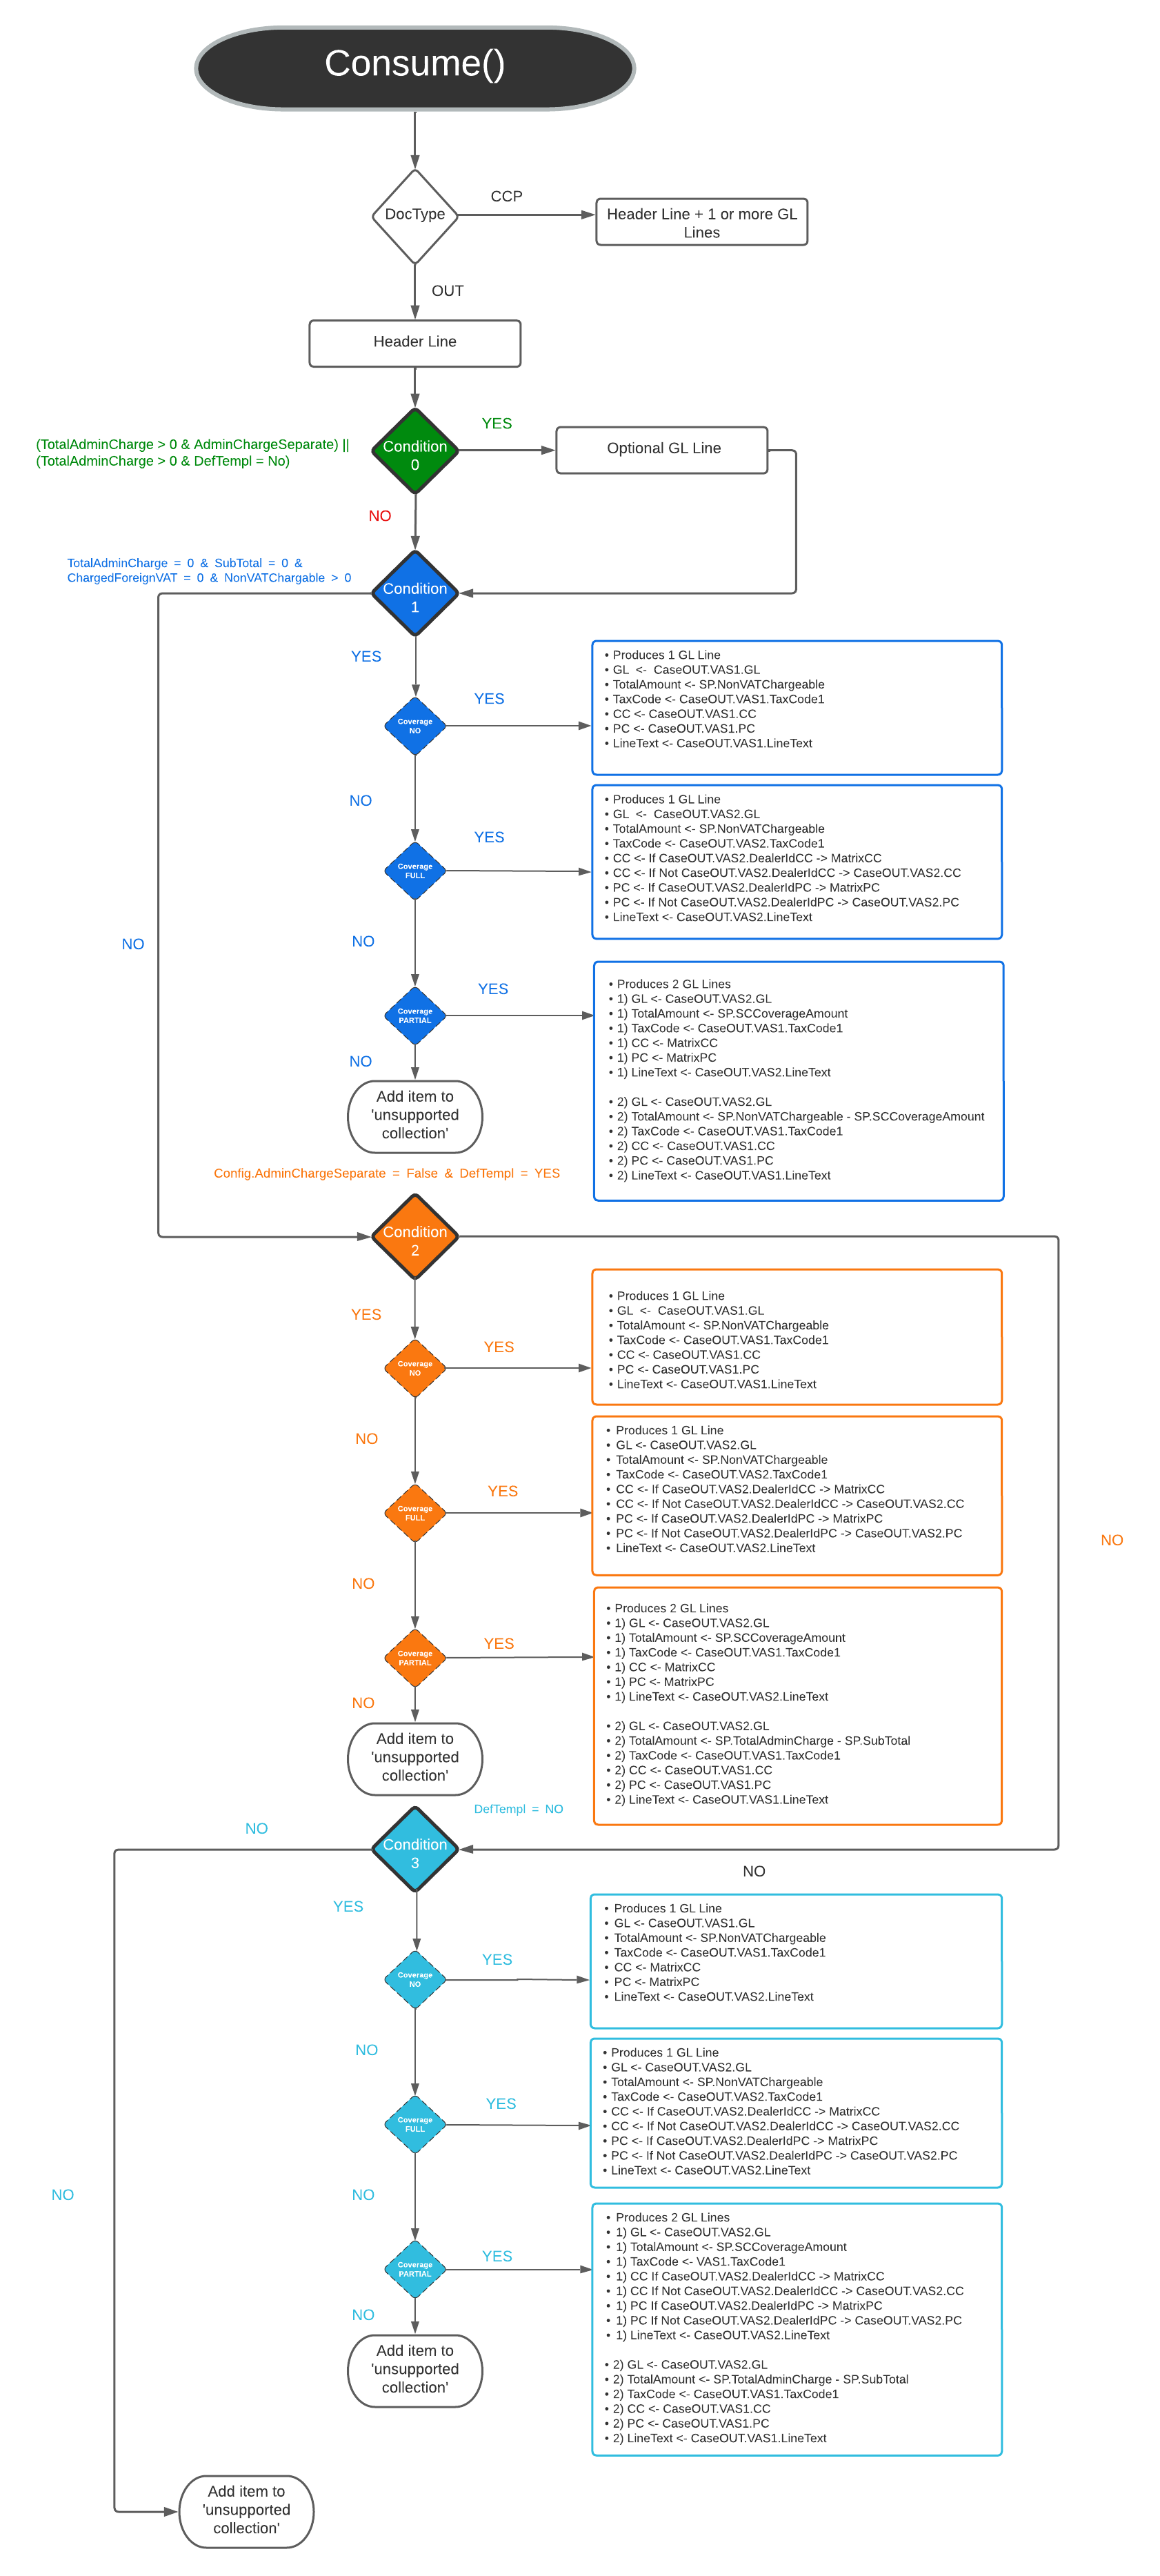 Consume()
DocType
CCP
Header Line + 1 or more GL
Lines
OUT
Header Line
(TotalAdminCharge > 0 & AdminChargeSeparate) ||
(TotalAdminCharge > 0 & DefTempl = No)
Condition
0
YES
Optional GL Line
NO
TotalAdminCharge = 0 & SubTotal = 0 &
ChargedForeignVAT = 0 & NonVATChargable > 0
Condition
1
YES
Coverage
NO
YES
• Produces 1 GL Line
• GL <- CaseOUT.VAS1.GL
• TotalAmount <- SP.NonVATChargeable
• TaxCode <- CaseOUT.VAS1.TaxCode1
• CC <- CaseOUT.VAS1.CC
• PC <- CaseOUT.VAS1.PC
• LineText <- CaseOUT.VAS1.LineText
NO
Coverage
FULL
YES
• Produces 1 GL Line
• GL <- CaseOUT.VAS2.GL
• TotalAmount <- SP.NonVATChargeable
• TaxCode <- CaseOUT.VAS2.TaxCode1
• CC <- If CaseOUT.VAS2.DealerIdCC -> MatrixCC
• CC <- If Not CaseOUT.VAS2.DealerIdCC -> CaseOUT.VAS2.CC
• PC <- If CaseOUT.VAS2.DealerIdPC -> MatrixPC
• PC <- If Not CaseOUT.VAS2.DealerIdPC -> CaseOUT.VAS2.PC
• LineText <- CaseOUT.VAS2.LineText
NO
NO
Coverage
PARTIAL
YES
• Produces 2 GL Lines
• 1) GL <- CaseOUT.VAS2.GL
• 1) TotalAmount <- SP.SCCoverageAmount
• 1) TaxCode <- CaseOUT.VAS1.TaxCode1
• 1) CC <- MatrixCC
• 1) PC <- MatrixPC
• 1) LineText <- CaseOUT.VAS2.LineText
• 2) GL <- CaseOUT.VAS2.GL
• 2) TotalAmount <- SP.NonVATChargeable - SP.SCCoverageAmount
• 2) TaxCode <- CaseOUT.VAS1.TaxCode1
• 2) CC <- CaseOUT.VAS1.CC
• 2) PC <- CaseOUT.VAS1.PC
• 2) LineText <- CaseOUT.VAS1.LineText
NO
Add item to
'unsupported
collection'
Config.AdminChargeSeparate = False & DefTempl = YES
Condition
2
YES
Coverage
NO
YES
• Produces 1 GL Line
• GL <- CaseOUT.VAS1.GL
• TotalAmount <- SP.NonVATChargeable
• TaxCode <- CaseOUT.VAS1.TaxCode1
• CC <- CaseOUT.VAS1.CC
• PC <- CaseOUT.VAS1.PC
• LineText <- CaseOUT.VAS1.LineText
NO
Coverage
FULL
YES
• Produces 1 GL Line
• GL <- CaseOUT.VAS2.GL
• TotalAmount <- SP.NonVATChargeable
• TaxCode <- CaseOUT.VAS2.TaxCode1
• CC <- If CaseOUT.VAS2.DealerIdCC -> MatrixCC
• CC <- If Not CaseOUT.VAS2.DealerIdCC -> CaseOUT.VAS2.CC
• PC <- If CaseOUT.VAS2.DealerIdPC -> MatrixPC
• PC <- If Not CaseOUT.VAS2.DealerIdPC -> CaseOUT.VAS2.PC
• LineText <- CaseOUT.VAS2.LineText
NO
NO
Coverage
PARTIAL
YES
• Produces 2 GL Lines
• 1) GL <- CaseOUT.VAS2.GL
• 1) TotalAmount <- SP.SCCoverageAmount
• 1) TaxCode <- CaseOUT.VAS1.TaxCode1
• 1) CC <- MatrixCC
• 1) PC <- MatrixPC
• 1) LineText <- CaseOUT.VAS2.LineText
• 2) GL <- CaseOUT.VAS2.GL
• 2) TotalAmount <- SP.TotalAdminCharge - SP.SubTotal
• 2) TaxCode <- CaseOUT.VAS1.TaxCode1
• 2) CC <- CaseOUT.VAS1.CC
• 2) PC <- CaseOUT.VAS1.PC
• 2) LineText <- CaseOUT.VAS1.LineText
NO
Add item to
'unsupported
collection'
DefTempl = NO
NO
Condition
3
NO
YES
Coverage
NO
YES
• Produces 1 GL Line
• GL <- CaseOUT.VAS1.GL
• TotalAmount <- SP.NonVATChargeable
• TaxCode <- CaseOUT.VAS1.TaxCode1
• CC <- MatrixCC
• PC <- MatrixPC
• LineText <- CaseOUT.VAS2.LineText
NO
Coverage
FULL
YES
• Produces 1 GL Line
• GL <- CaseOUT.VAS2.GL
• TotalAmount <- SP.NonVATChargeable
• TaxCode <- CaseOUT.VAS2.TaxCode1
• CC <- If CaseOUT.VAS2.DealerIdCC -> MatrixCC
• CC <- If Not CaseOUT.VAS2.DealerIdCC -> CaseOUT.VAS2.CC
• PC <- If CaseOUT.VAS2.DealerIdPC -> MatrixPC
• PC <- If Not CaseOUT.VAS2.DealerIdPC -> CaseOUT.VAS2.PC
• LineText <- CaseOUT.VAS2.LineText
NO
NO
Coverage
PARTIAL
YES
• Produces 2 GL Lines
• 1) GL <- CaseOUT.VAS2.GL
• 1) TotalAmount <- SP.SCCoverageAmount
• 1) TaxCode <- VAS1.TaxCode1
• 1) CC If CaseOUT.VAS2.DealerIdCC -> MatrixCC
• 1) CC If Not CaseOUT.VAS2.DealerIdCC -> CaseOUT.VAS2.CC
• 1) PC If CaseOUT.VAS2.DealerIdPC -> MatrixPC
• 1) PC If Not CaseOUT.VAS2.DealerIdPC -> CaseOUT.VAS2.PC
• 1) LineText <- CaseOUT.VAS2.LineText
• 2) GL <- CaseOUT.VAS2.GL
• 2) TotalAmount <- SP.TotalAdminCharge - SP.SubTotal
• 2) TaxCode <- CaseOUT.VAS1.TaxCode1
• 2) CC <- CaseOUT.VAS1.CC
• 2) PC <- CaseOUT.VAS1.PC
• 2) LineText <- CaseOUT.VAS1.LineText
NO
Add item to
'unsupported
collection'
Add item to
'unsupported
collection'